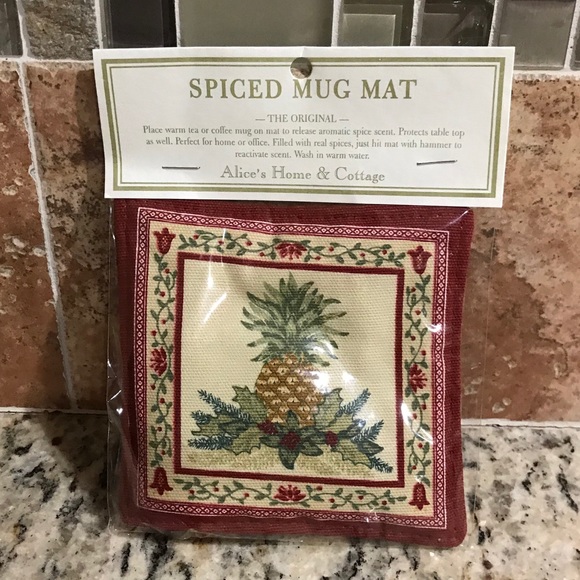 SPICED MUG MAT
— THE ORIGINAL —
Place warm tea or coffee mug on mat to release aromatic spice scent. Protects table top
as well. Perfect for home or office. Filled with real spices, just hit mat with hammer to
reactivate scent. Wash in warm water.
Alice's Home & Cottage